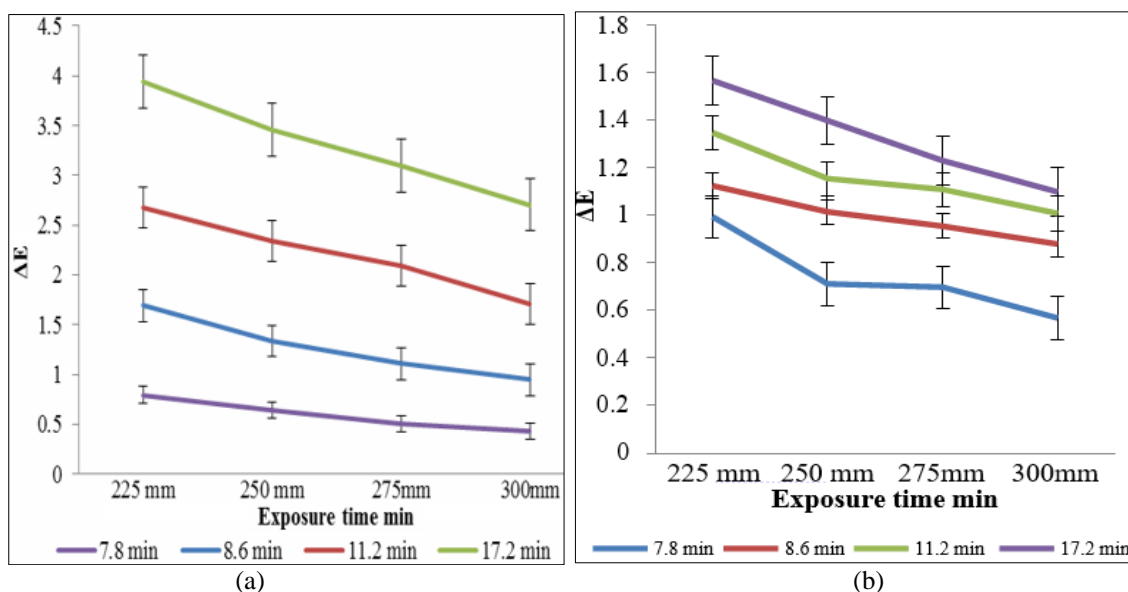 4.5
4
3.5
3
2.5
2
1.5
1
0.5
0
ΔE
225 mm 250 mm 275mm 300mm
Exposure time min
7.8 min 8.6 min 11.2 min 17.2 min
(a)
1.8
1.6
1.4
1.2
1
0.8
0.6
0.4
0.2
0
ΔE
225 mm 250 mm 275mm 300mm
Exposure time min
7.8 min 8.6 min 11.2 min 17.2 min
(b)